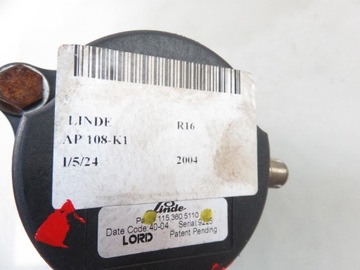 LINDE R16
AP 108-K1
1/5/24 2004
Linde
115.360.5110
Date Code 40-04 Serial
LORD Patent Pending